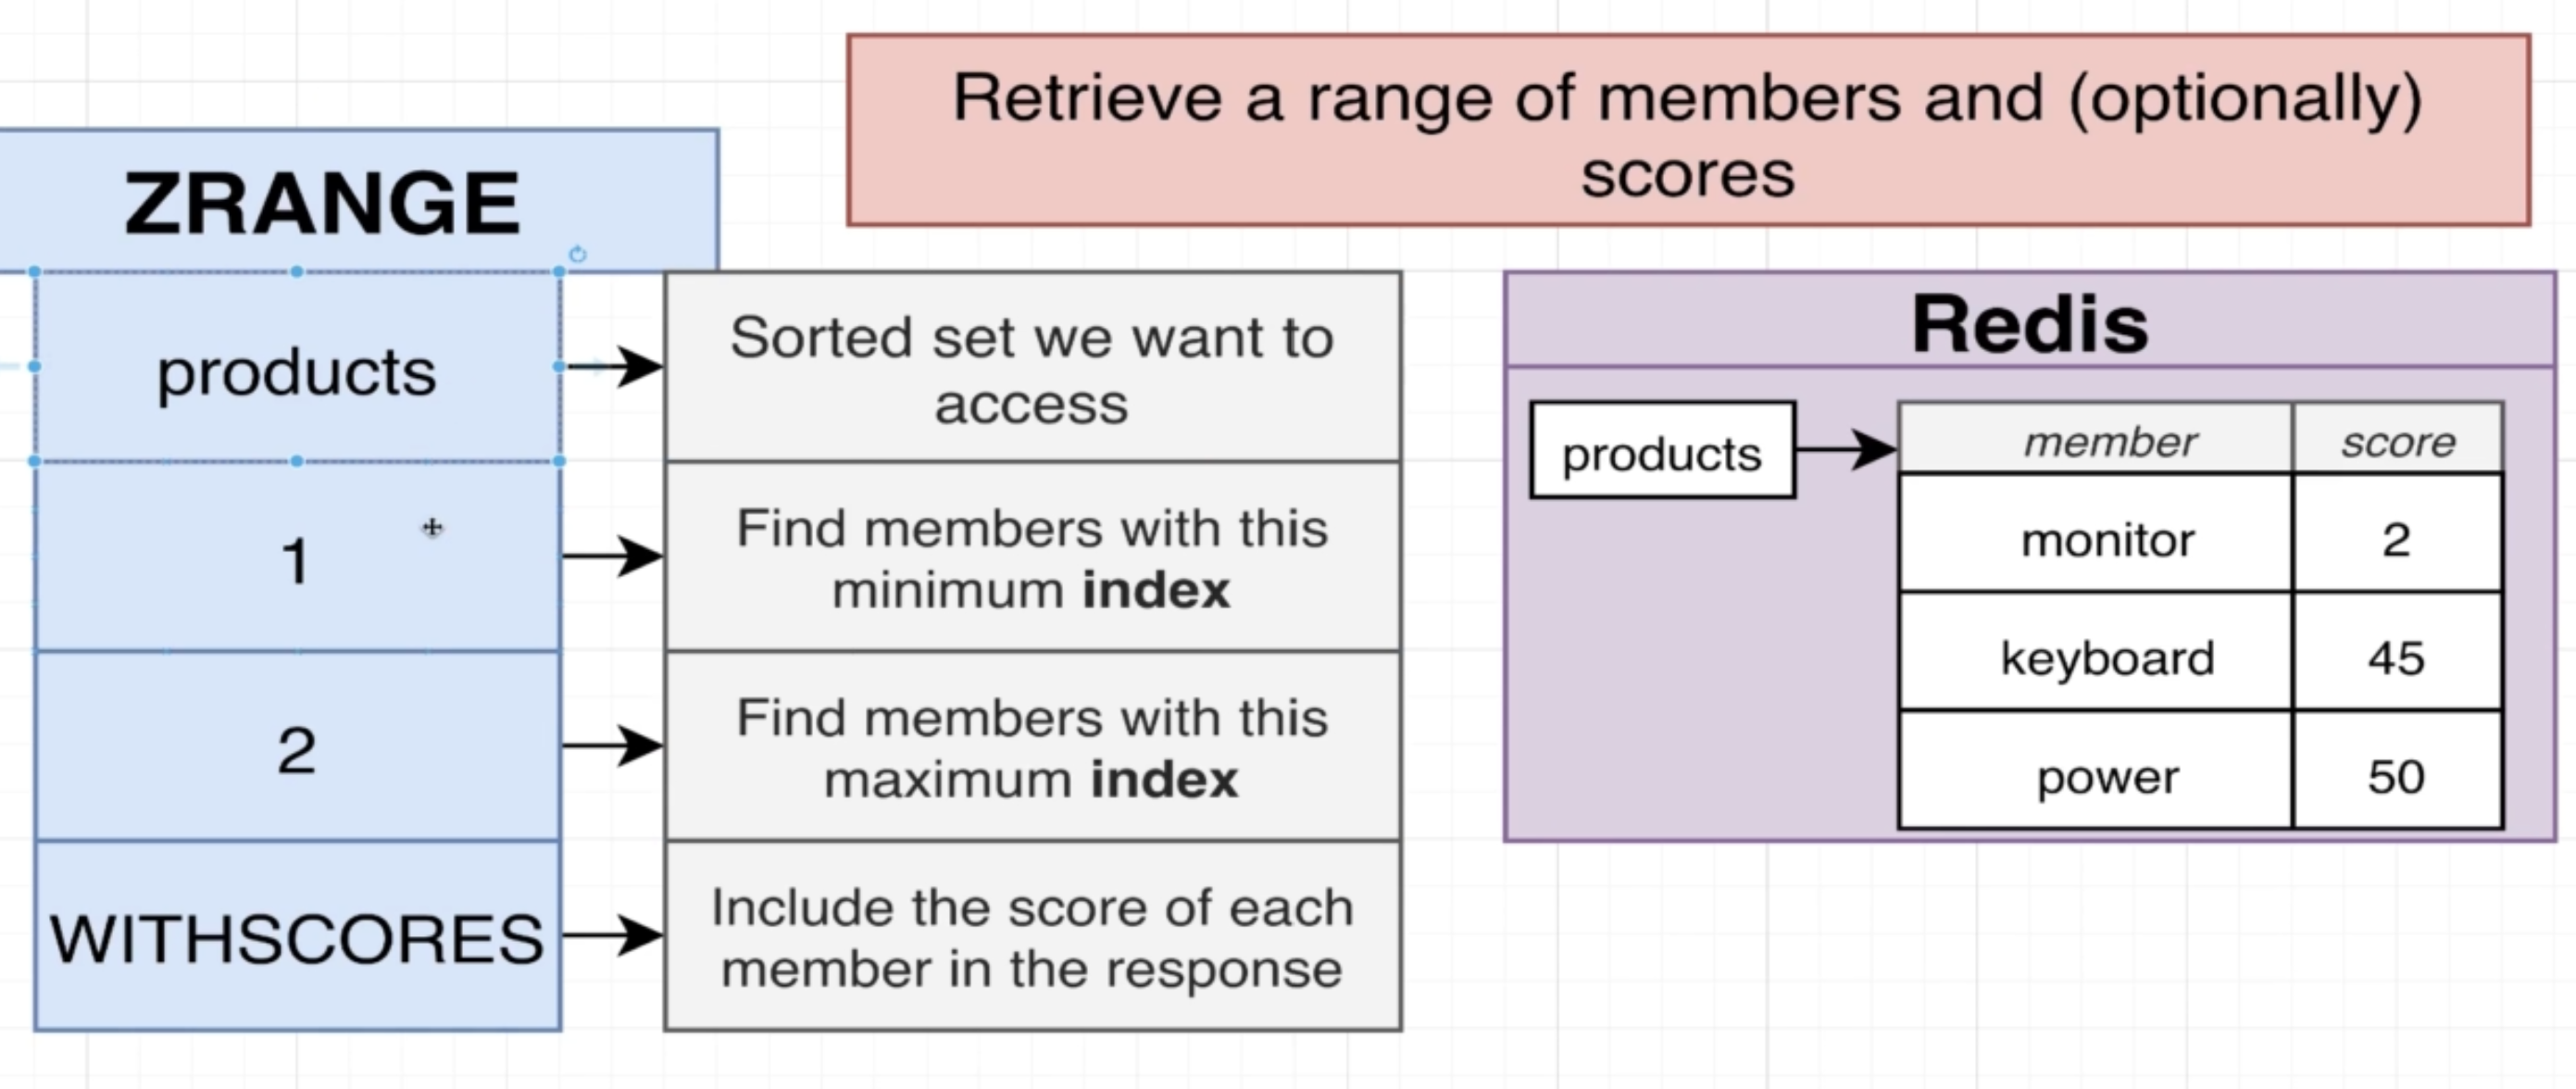 Retrieve a range of members and (optionally)
scores
ZRANGE
products
Sorted set we want to
access
1
Find members with this
minimum index
2
Find members with this
maximum index
WITHSCORES
Include the score of each
member in the response
Redis
products
member score
monitor 2
keyboard 45
power 50